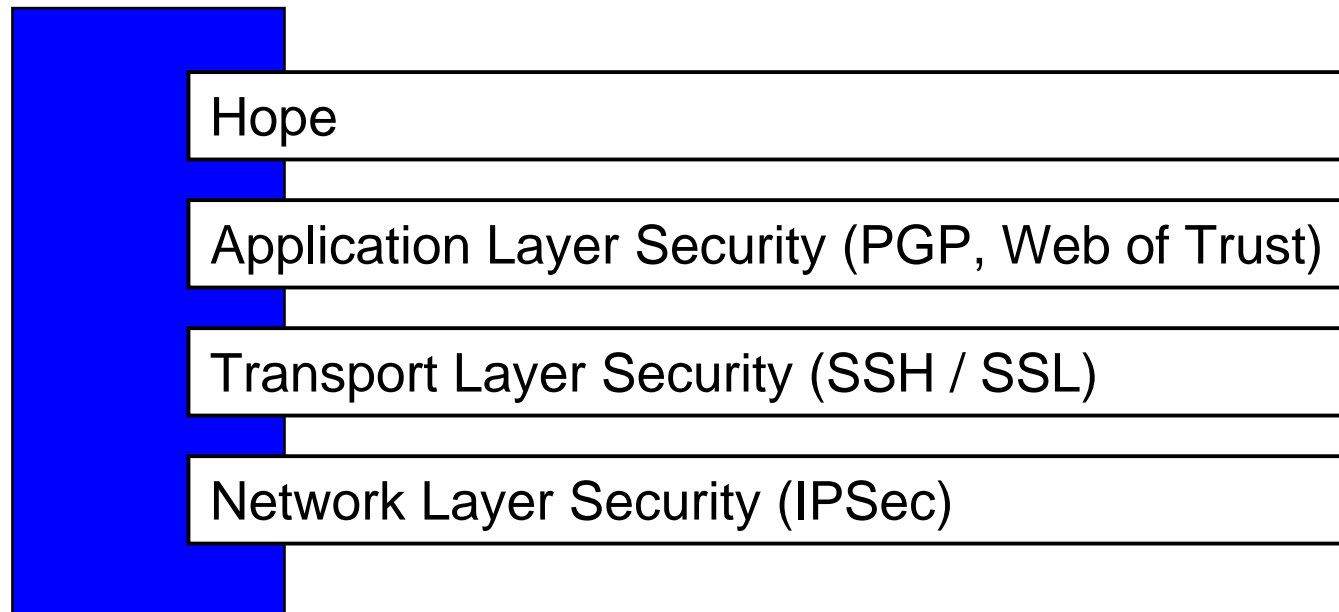 Hope
Application Layer Security (PGP, Web of Trust)
Transport Layer Security (SSH / SSL)
Network Layer Security (IPSec)